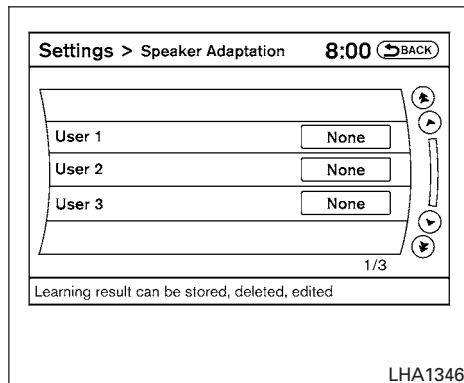 Settings > Speaker Adaptation 8:00 BACK
User 1 None
User 2 None
User 3 None
1/3
Learning result can be stored, deleted, edited
LHA1346